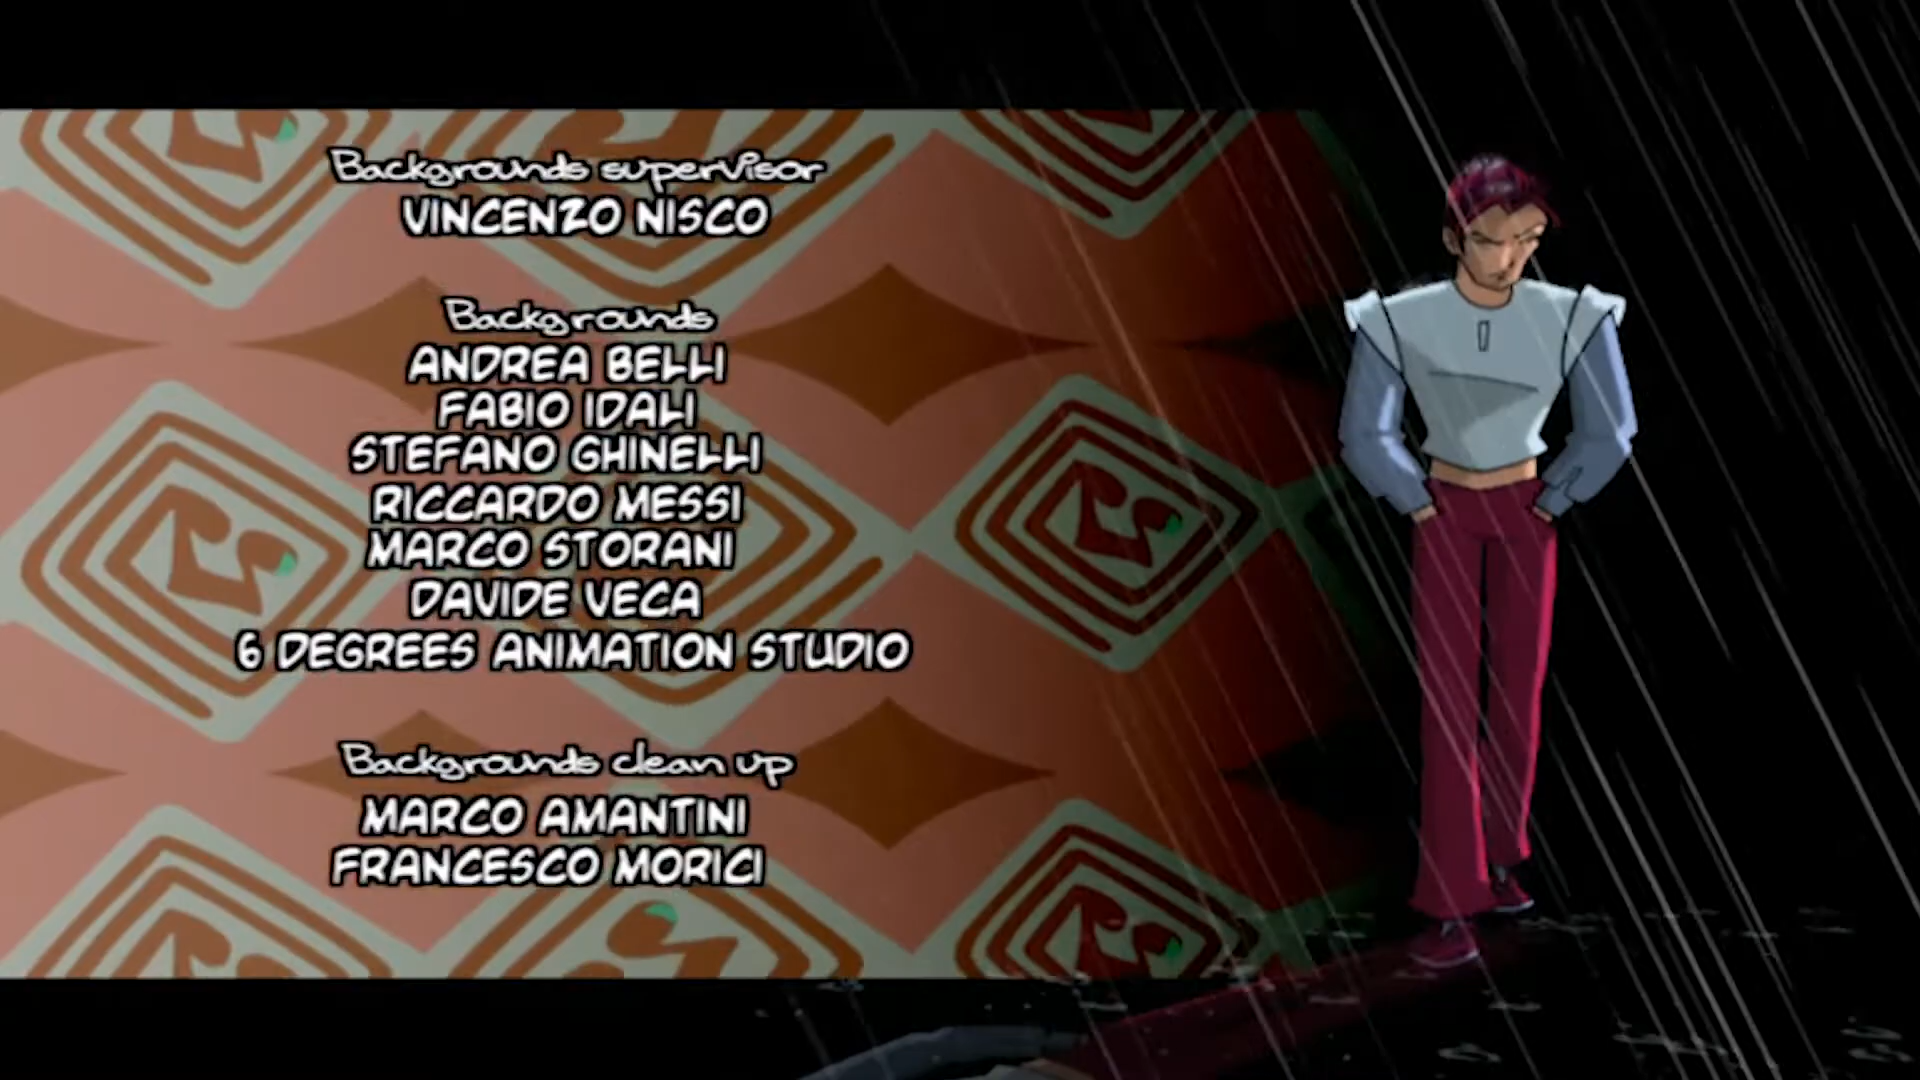 Backgrounds supervisor
VINCENZO NISCO
Backgrounds
ANDREA BELLI
FABIO IDALI
STEFANO GHINELLI
RICCARDO MESSI
MARCO STORANI
DAVIDE VECA
6 DEGREES ANIMATION STUDIO
Backgrounds clean up
MARCO AMANTINI
FRANCESCO MORICI